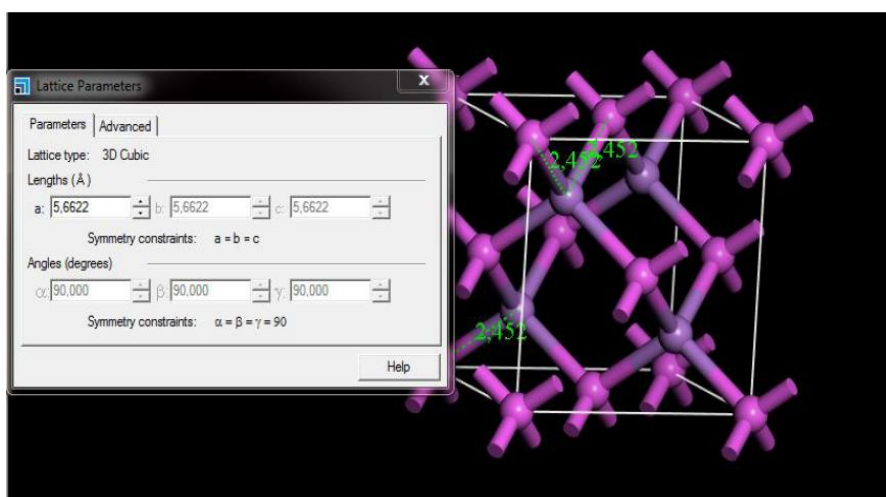 Lattice Parameters
x
Parameters Advanced
Lattice type: 3D Cubic
Lengths (Å)
a: 5,6622 b: 5,6622 c: 5,6622
Symmetry constraints: a = b = c
Angles (degrees)
α: 90,000 β: 90,000 γ: 90,000
Symmetry constraints: α = β = γ = 90
Help
2,452
2,452
2,452